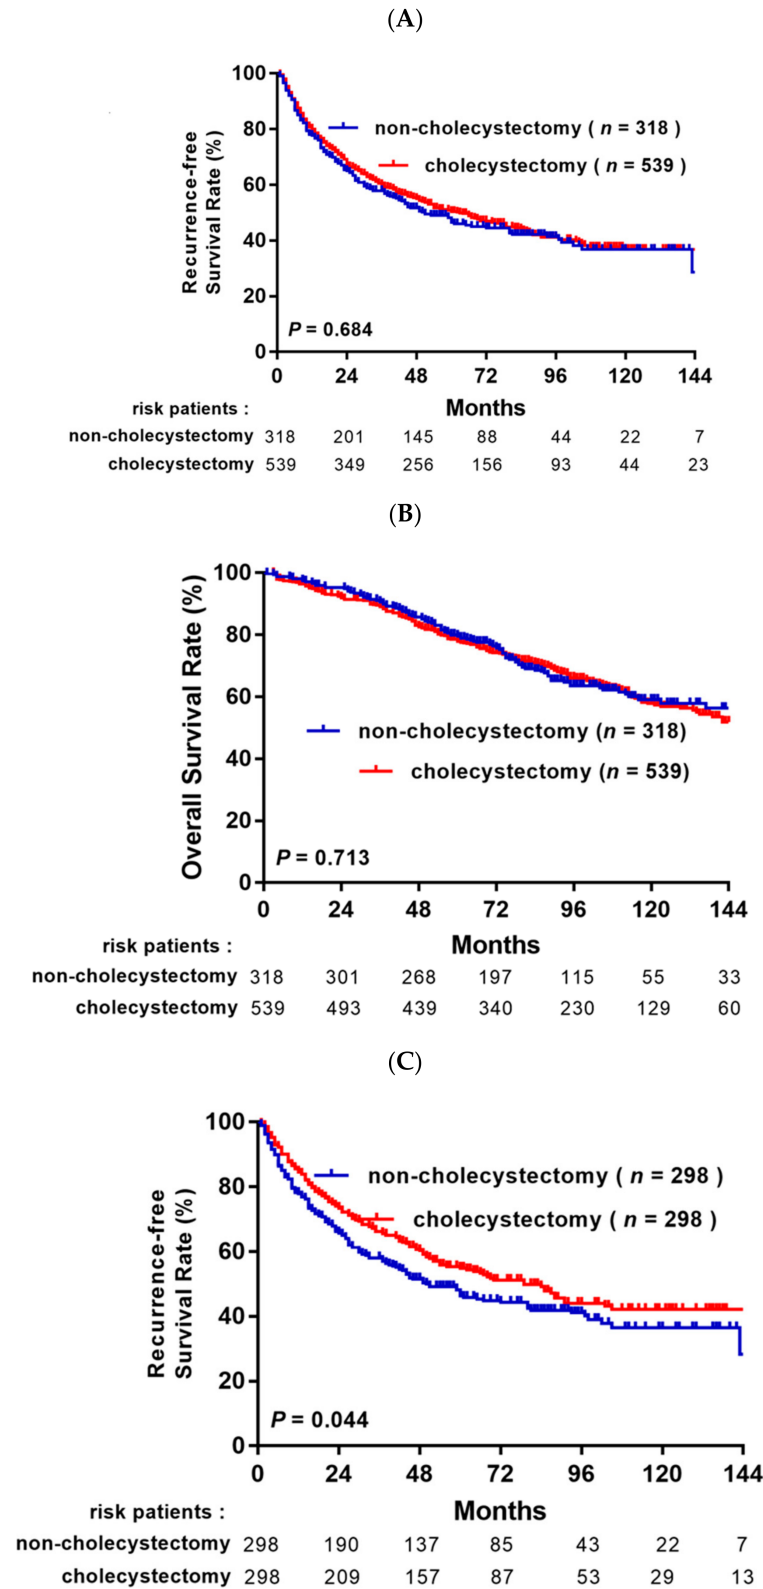 (A)
100
80
60
40
20
0
Recurrence-free
Survival Rate (%)
non-cholecystectomy ( n = 318 )
cholecystectomy ( n = 539 )
P = 0.684
0 24 48 72 96 120 144
Months
risk patients :
non-cholecystectomy 318 201 145 88 44 22 7
cholecystectomy 539 349 256 156 93 44 23
(B)
100
80
60
40
20
0
Overall Survival Rate (%)
non-cholecystectomy (n = 318)
cholecystectomy (n = 539)
P = 0.713
0 24 48 72 96 120 144
Months
risk patients :
non-cholecystectomy 318 301 268 197 115 55 33
cholecystectomy 539 493 439 340 230 129 60
(C)
100
80
60
40
20
0
Recurrence-free
Survival Rate (%)
non-cholecystectomy ( n = 298 )
cholecystectomy ( n = 298 )
P = 0.044
0 24 48 72 96 120 144
Months
risk patients :
non-cholecystectomy 298 190 137 85 43 22 7
cholecystectomy 298 209 157 87 53 29 13